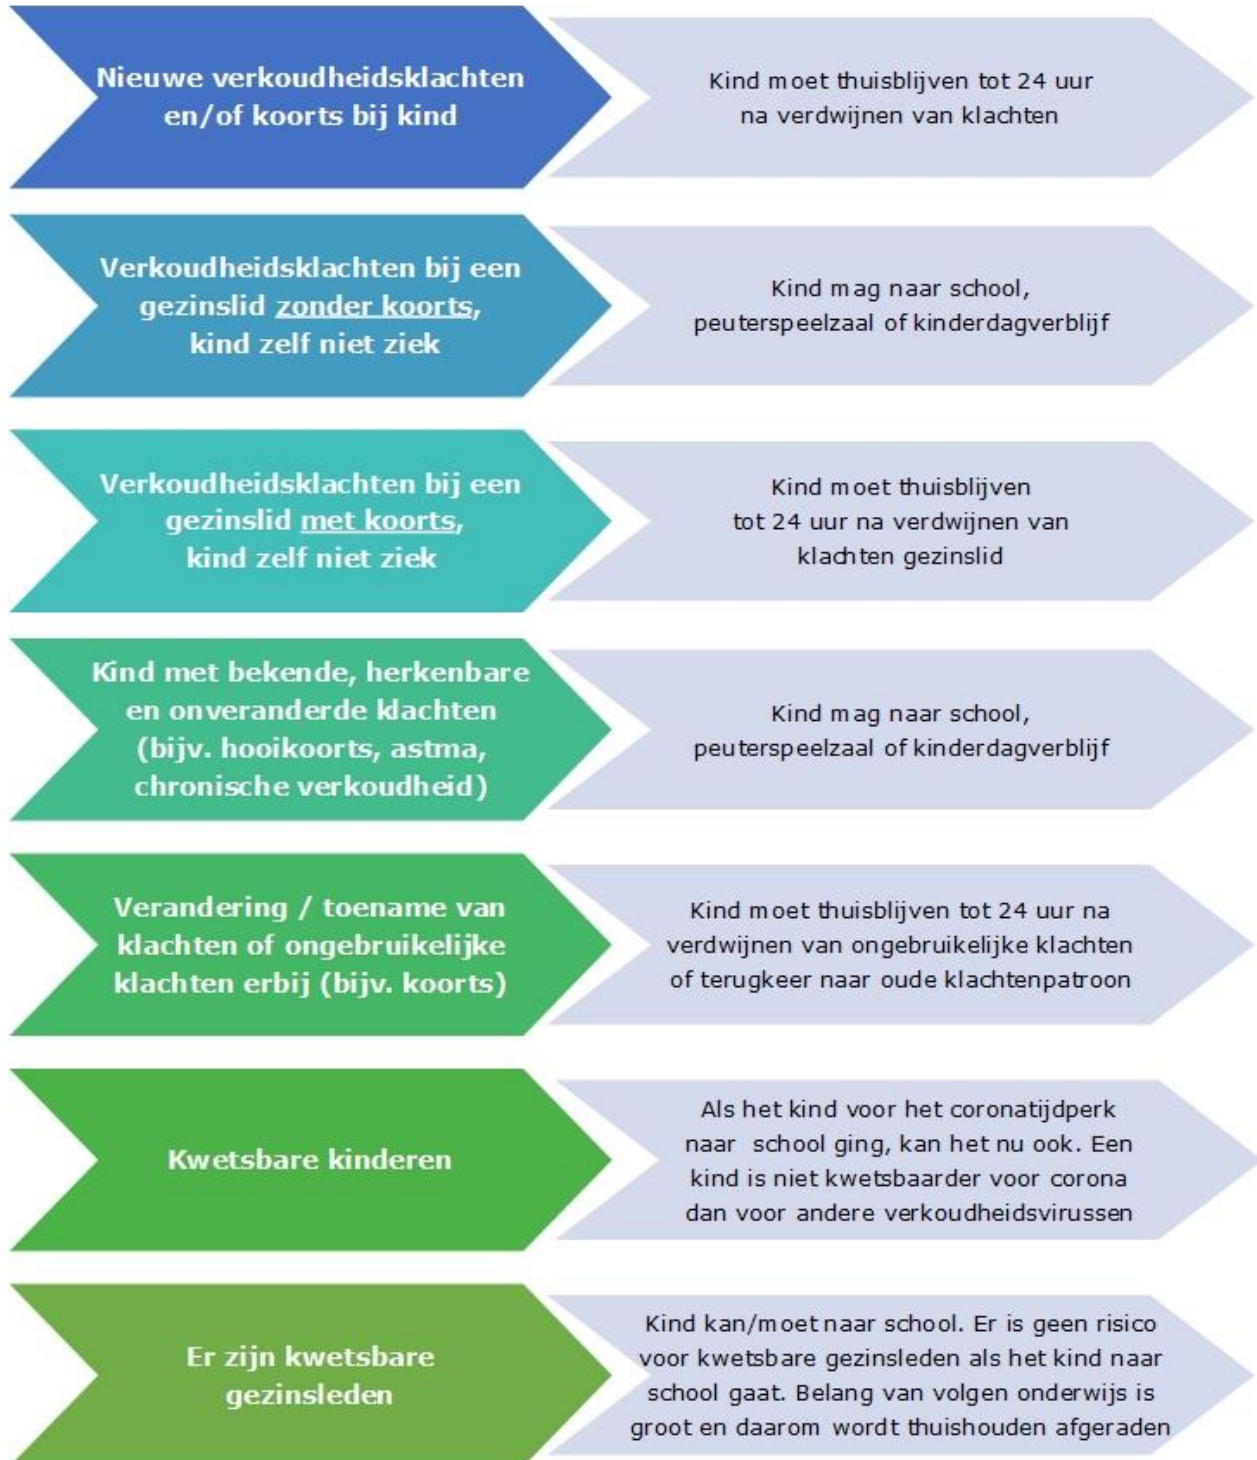 Nieuwe verkoudheidsklachten
en/of koorts bij kind
Kind moet thuisblijven tot 24 uur
na verdwijnen van klachten
Verkoudheidsklachten bij een
gezinslid zonder koorts,
kind zelf niet ziek
Kind mag naar school,
peuterspeelzaal of kinderdagverblijf
Verkoudheidsklachten bij een
gezinslid met koorts,
kind zelf niet ziek
Kind moet thuisblijven
tot 24 uur na verdwijnen van
klachten gezinslid
Kind met bekende, herkenbare
en onveranderde klachten
(bijv. hooikoorts, astma,
chronische verkoudheid)
Kind mag naar school,
peuterspeelzaal of kinderdagverblijf
Verandering / toename van
klachten of ongebruikelijke
klachten erbij (bijv. koorts)
Kind moet thuisblijven tot 24 uur na
verdwijnen van ongebruikelijke klachten
of terugkeer naar oude klachtenpatroon
Kwetsbare kinderen
Als het kind voor het coronatijdperk
naar school ging, kan het nu ook. Een
kind is niet kwetsbaarder voor corona
dan voor andere verkoudheidsvirussen
Er zijn kwetsbare
gezinsleden
Kind kan/moet naar school. Er is geen risico
voor kwetsbare gezinsleden als het kind naar
school gaat. Belang van volgen onderwijs is
groot en daarom wordt thuishouden afgeraden